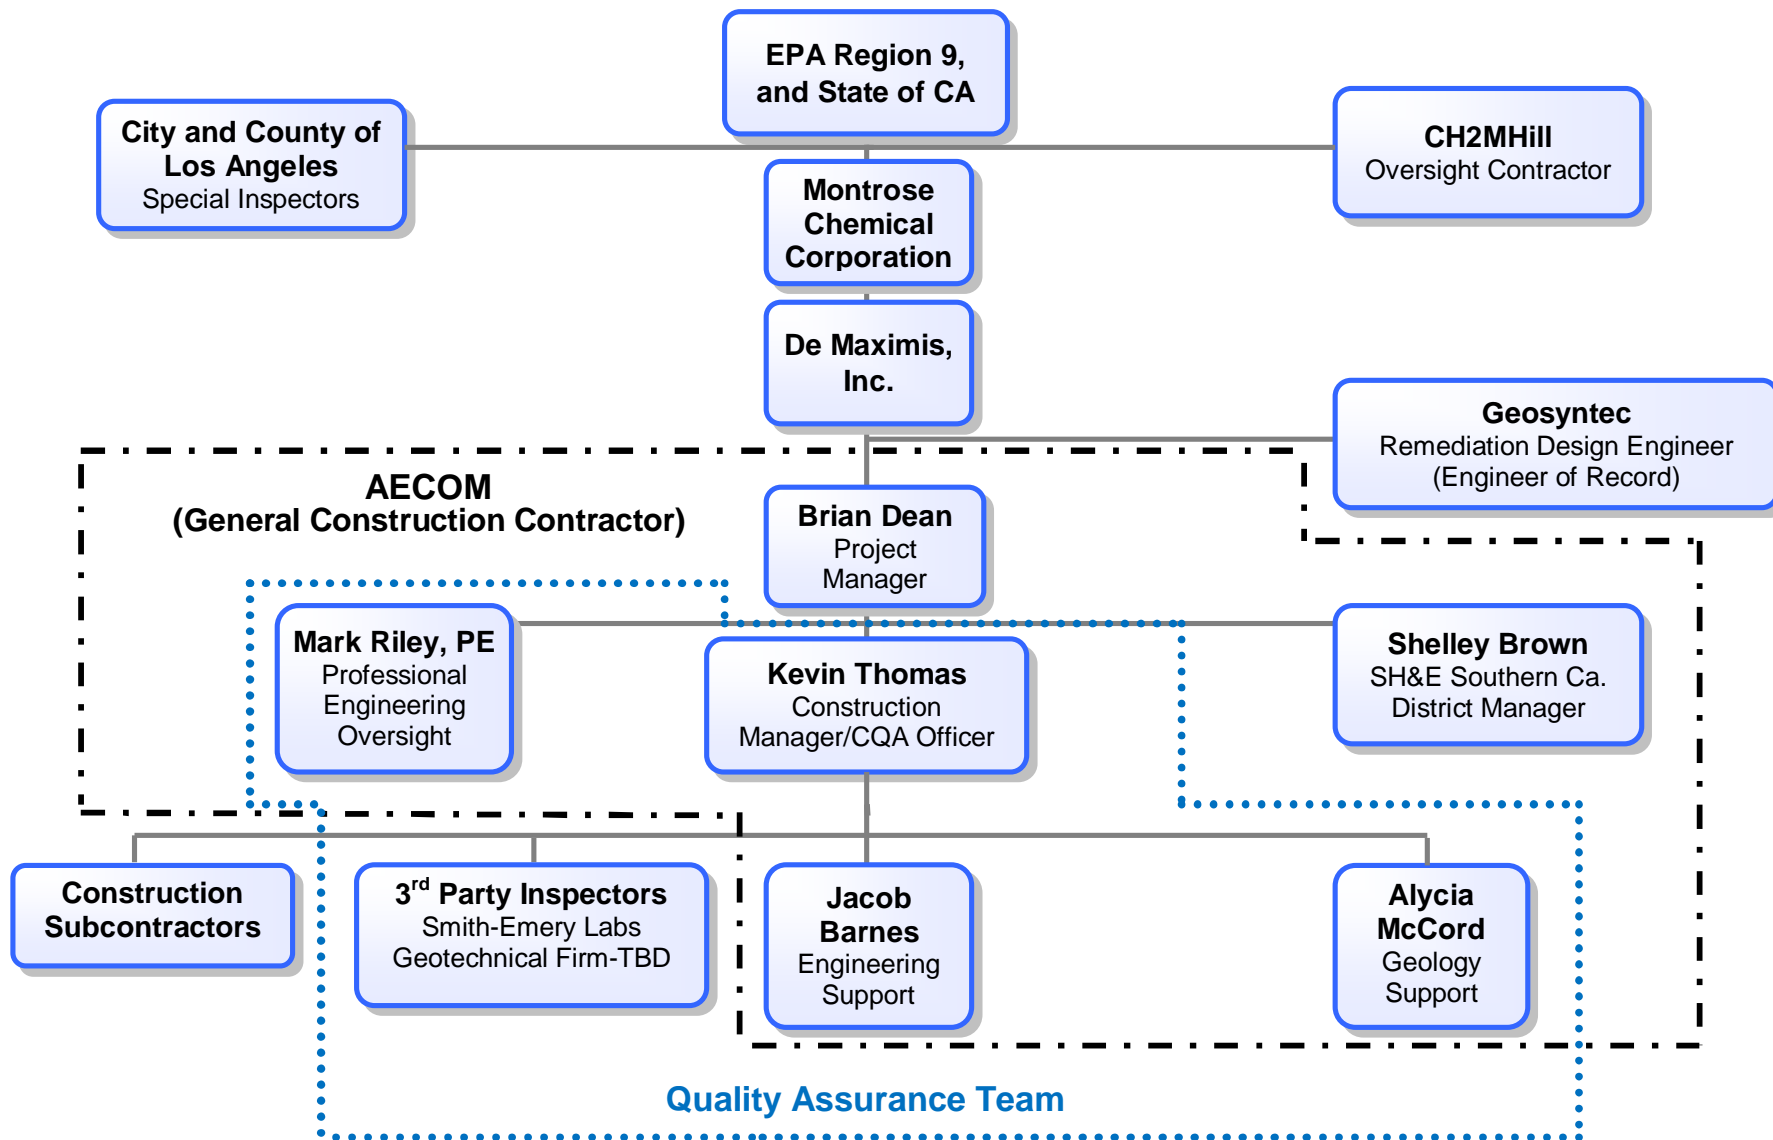 EPA Region 9,
and State of CA
City and County of
Los Angeles
Special Inspectors
CH2MHill
Oversight Contractor
Montrose
Chemical
Corporation
De Maximis,
Inc.
Geosyntec
Remediation Design Engineer
(Engineer of Record)
AECOM
(General Construction Contractor)
Brian Dean
Project
Manager
Mark Riley, PE
Professional
Engineering
Oversight
Kevin Thomas
Construction
Manager/CQA Officer
Shelley Brown
SH&E Southern Ca.
District Manager
Construction
Subcontractors
3rd Party Inspectors
Smith-Emery Labs
Geotechnical Firm-TBD
Jacob
Barnes
Engineering
Support
Alycia
McCord
Geology
Support
Quality Assurance Team